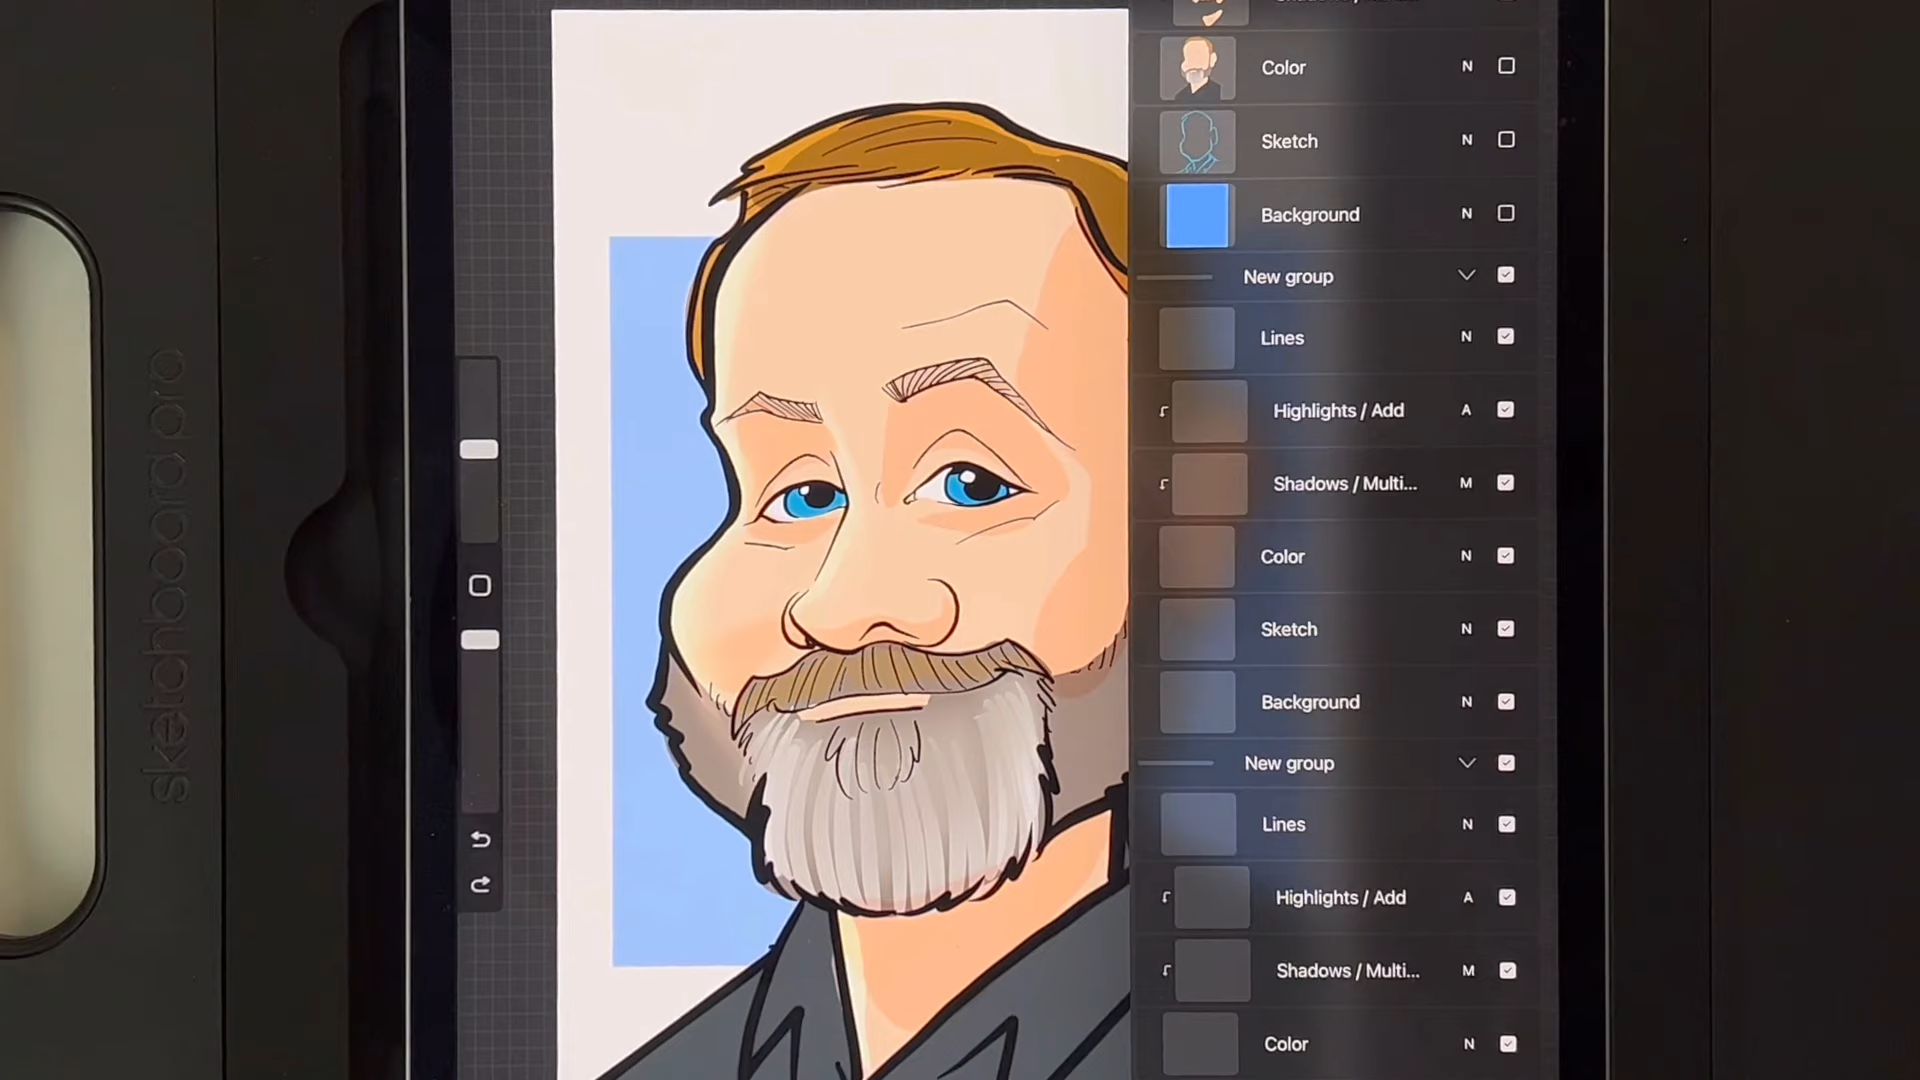 sketchboard pro
Color N
Sketch N
Background N
New group
Lines N
Highlights / Add A
Shadows / Multi... M
Color N
Sketch N
Background N
New group
Lines N
Highlights / Add A
Shadows / Multi... M
Color N